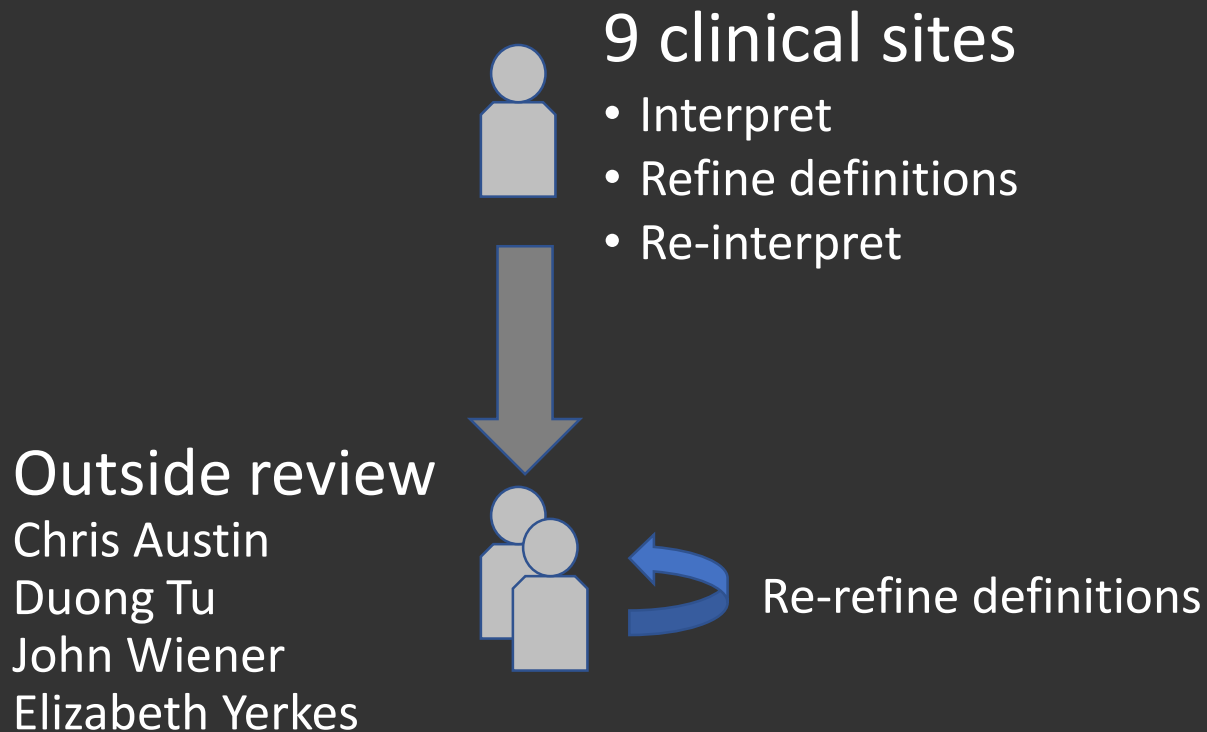 9 clinical sites
• Interpret
• Refine definitions
• Re-interpret
Outside review
Chris Austin
Duong Tu
John Wiener
Elizabeth Yerkes
Re-refine definitions